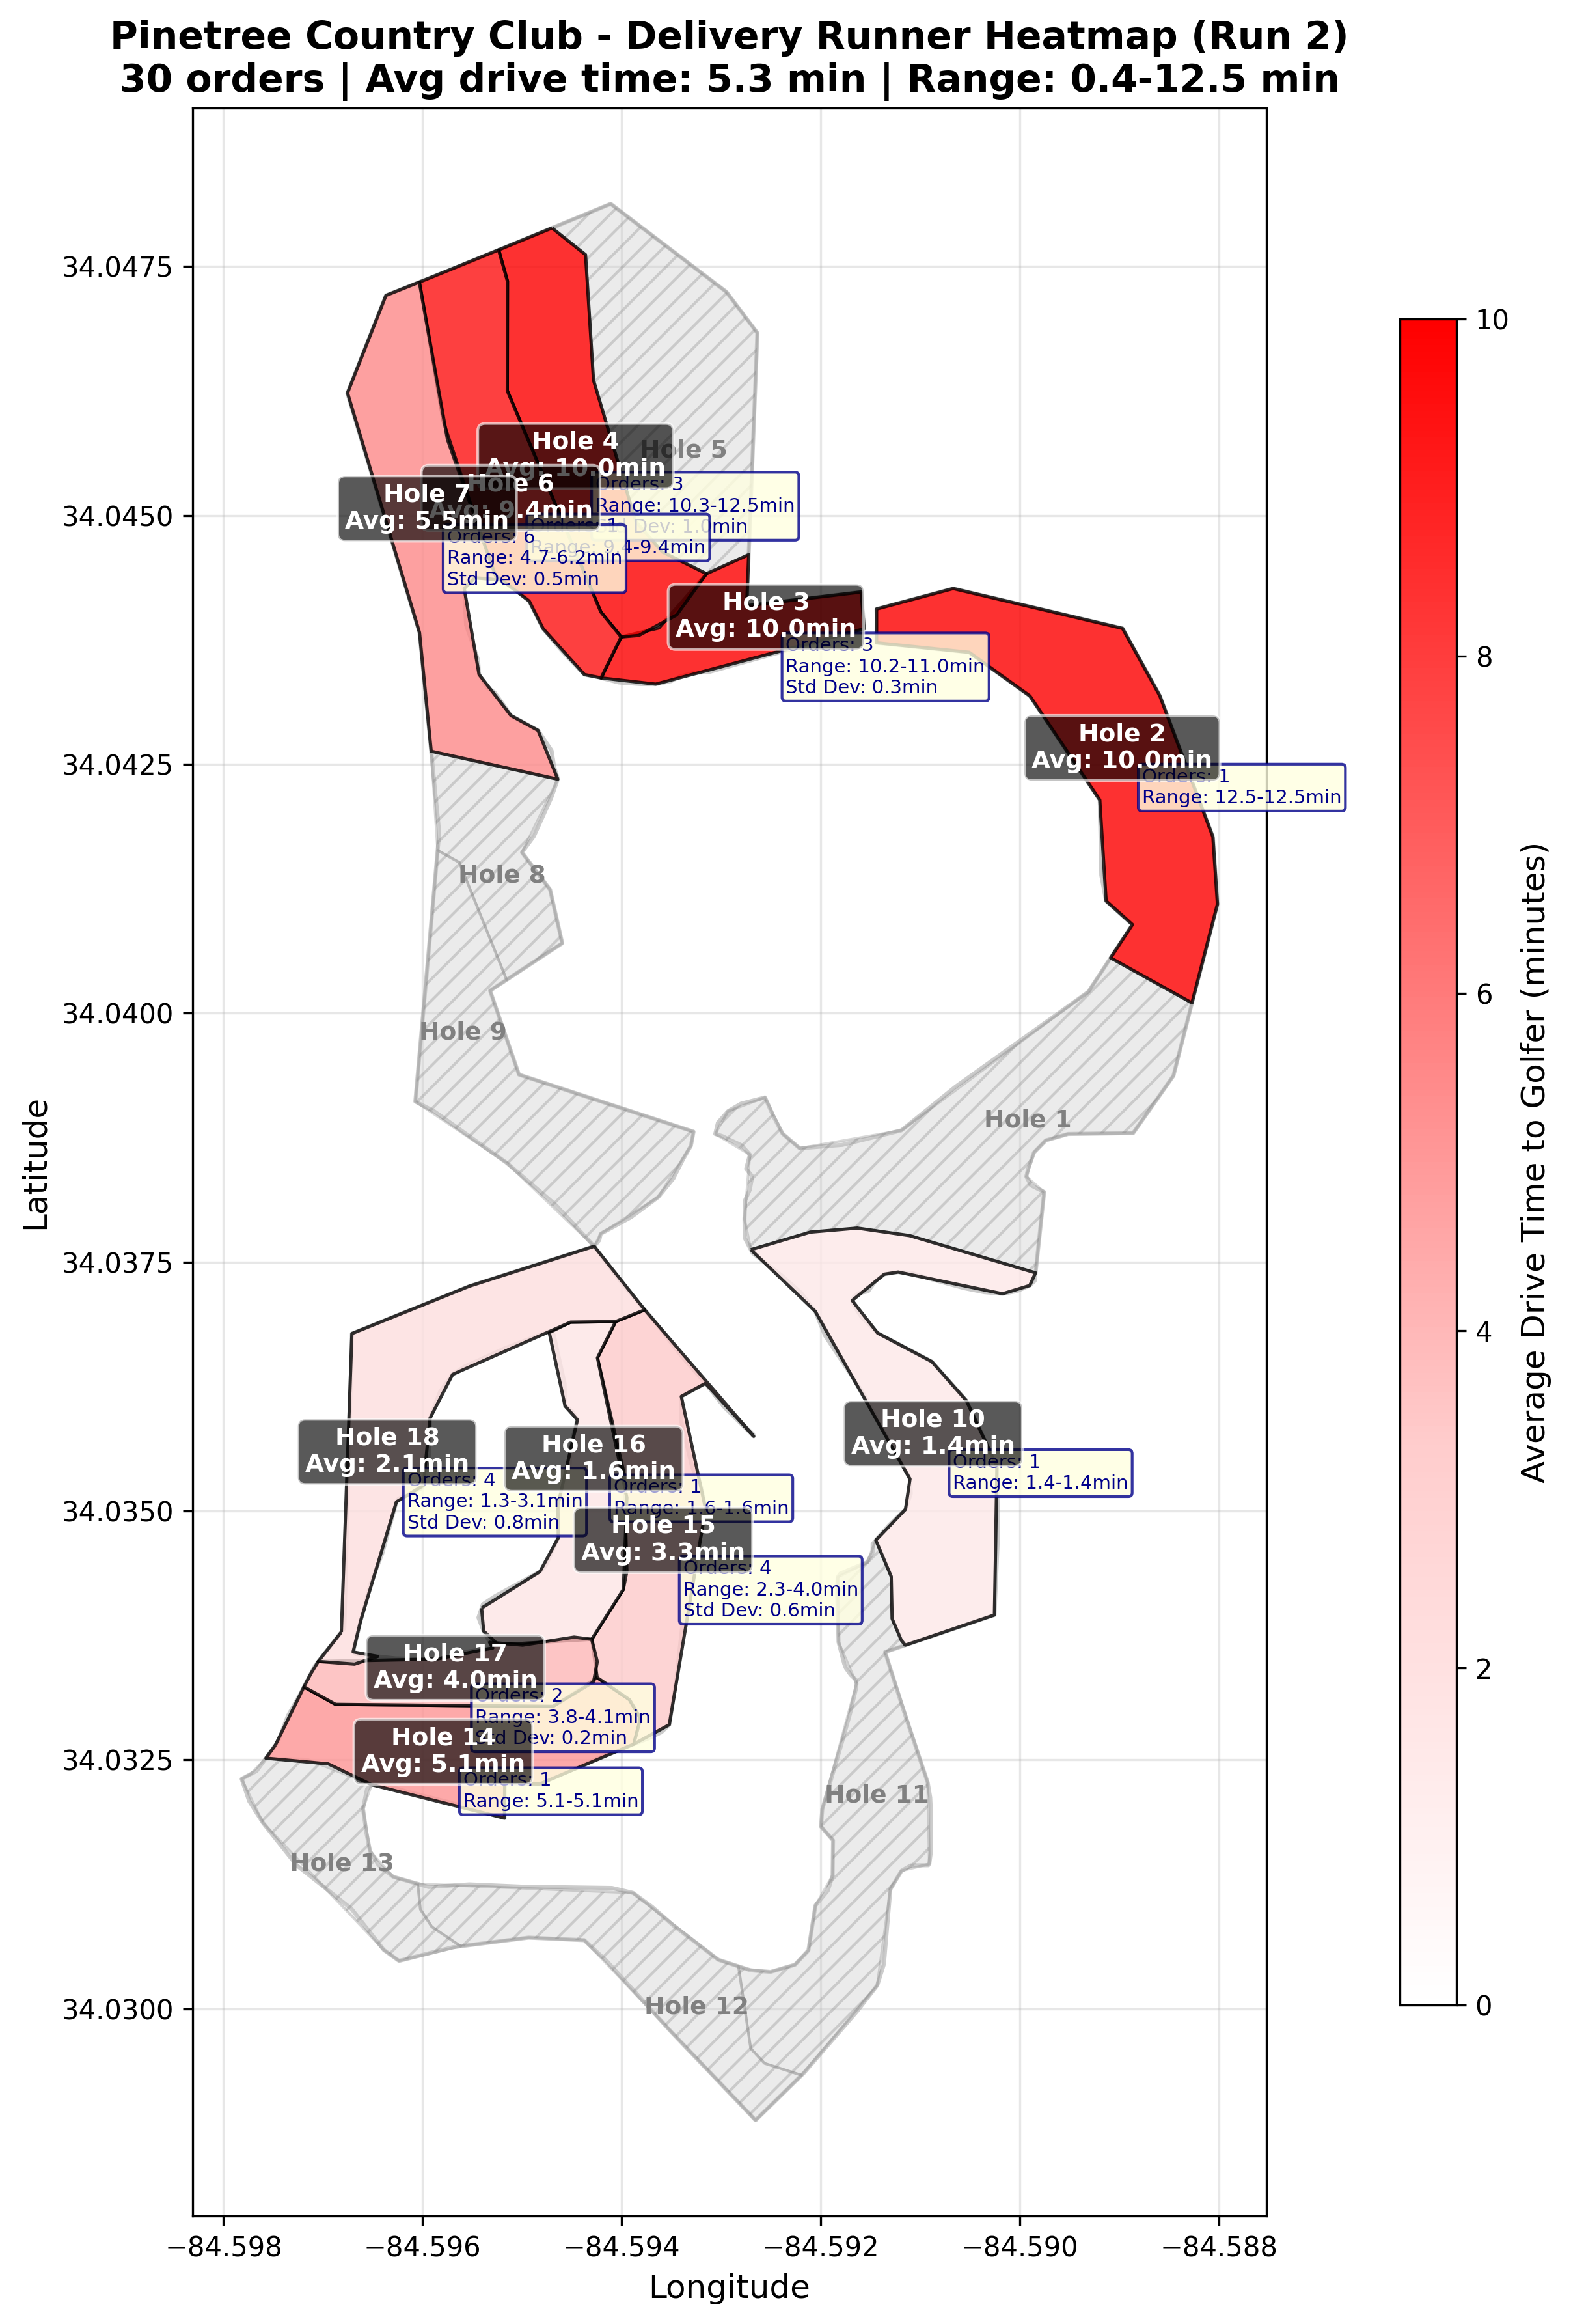 Pinetree Country Club - Delivery Runner Heatmap (Run 2)
30 orders | Avg drive time: 5.3 min | Range: 0.4-12.5 min
34.0475
34.0450
34.0425
34.0400
34.0375
34.0350
34.0325
34.0300
Latitude
Hole 4
Avg: 10.0min
Hole 5
Orders: 3
Range: 10.3-12.5min
Dev: 1.0min
Hole 6
Avg: 9.4min
Orders: 1
Range: 9.4-9.4min
Hole 7
Avg: 5.5min
Orders: 6
Range: 4.7-6.2min
Std Dev: 0.5min
Hole 3
Avg: 10.0min
Orders: 3
Range: 10.2-11.0min
Std Dev: 0.3min
Hole 2
Avg: 10.0min
Orders: 1
Range: 12.5-12.5min
Hole 8
Hole 9
Hole 1
Hole 10
Avg: 1.4min
Orders: 1
Range: 1.4-1.4min
Hole 18
Avg: 2.1min
Orders: 4
Range: 1.3-3.1min
Std Dev: 0.8min
Hole 16
Avg: 1.6min
Orders: 1
Range: 1.6-1.6min
Hole 15
Avg: 3.3min
Orders: 4
Range: 2.3-4.0min
Std Dev: 0.6min
Hole 17
Avg: 4.0min
Orders: 2
Range: 3.8-4.1min
Std Dev: 0.2min
Hole 14
Avg: 5.1min
Orders: 1
Range: 5.1-5.1min
Hole 11
Hole 13
Hole 12
−84.598
−84.596
−84.594
−84.592
−84.590
−84.588
Longitude
10
8
6
4
2
0
Average Drive Time to Golfer (minutes)